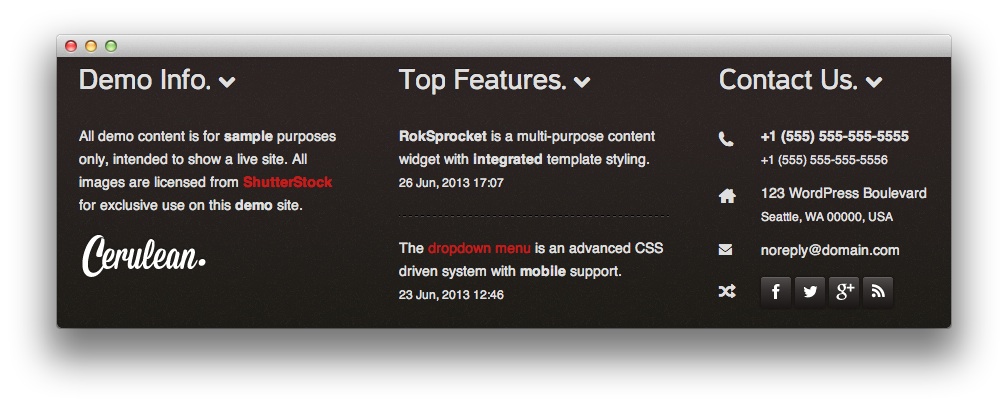 Demo Info.
All demo content is for sample purposes
only, intended to show a live site. All
images are licensed from ShutterStock
for exclusive use on this demo site.
Cerulean.
Top Features.
RokSprocket is a multi-purpose content
widget with integrated template styling.
26 Jun, 2013 17:07
The dropdown menu is an advanced CSS
driven system with mobile support.
23 Jun, 2013 12:46
Contact Us.
+1 (555) 555-555-5555
+1 (555) 555-555-5556
123 WordPress Boulevard
Seattle, WA 00000, USA
noreply@domain.com
f g+